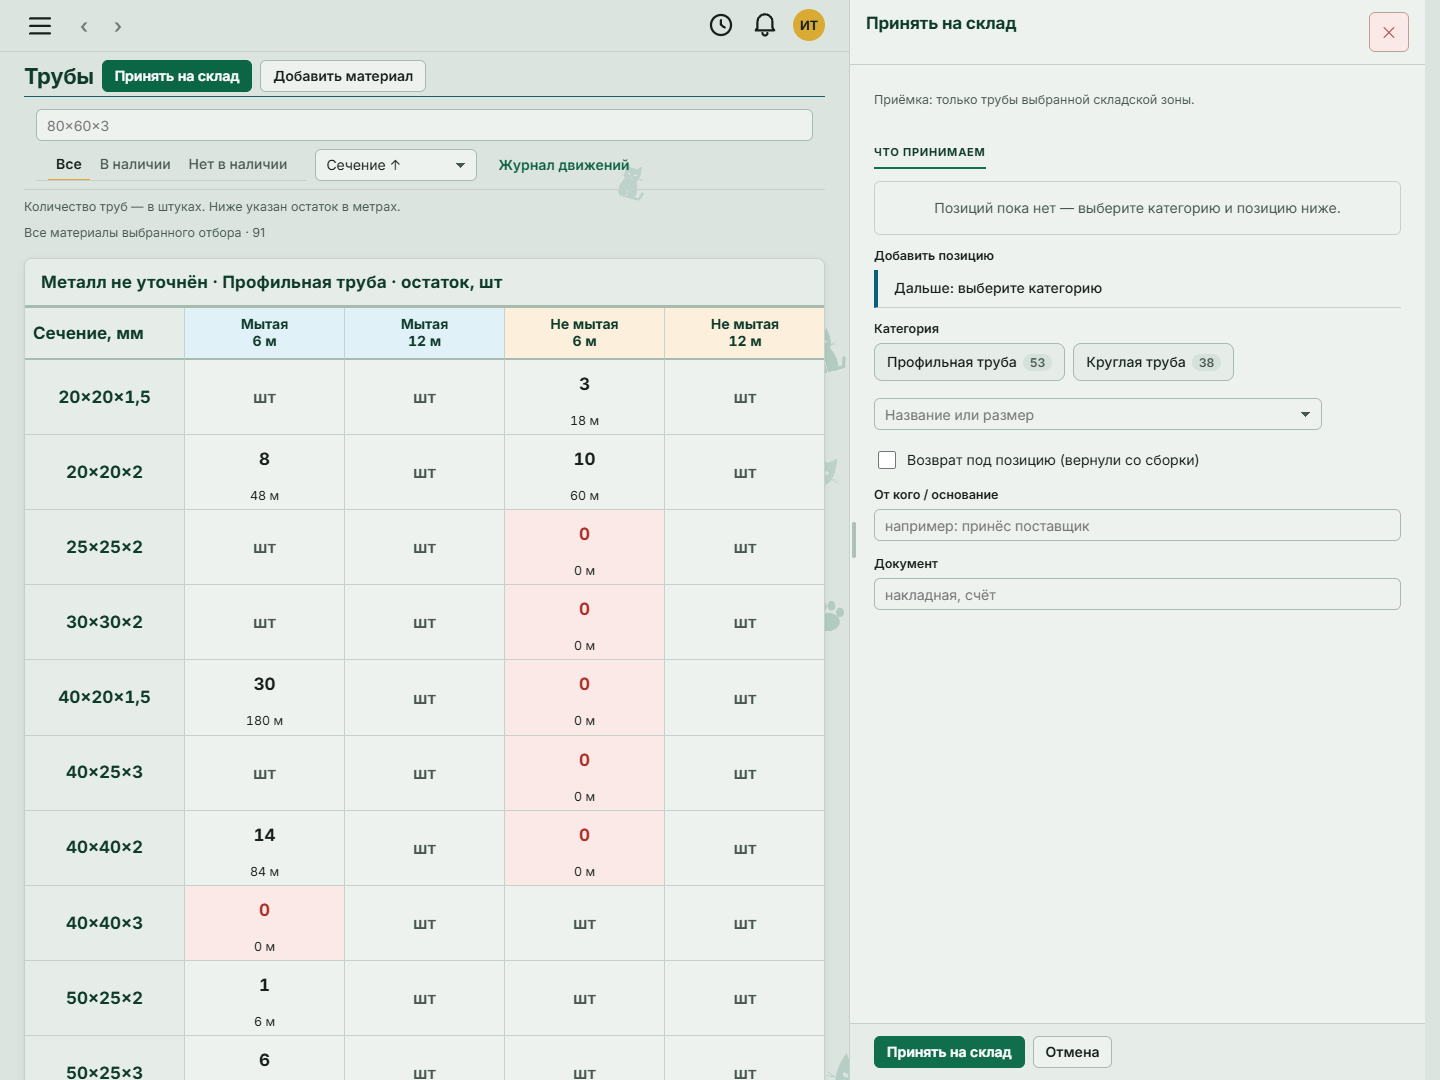 ИТ
Трубы
Принять на склад
Добавить материал
80×60×3
Все
В наличии
Нет в наличии
Сечение ↑
Журнал движений
Количество труб — в штуках. Ниже указан остаток в метрах.
Все материалы выбранного отбора · 91
Металл не уточнён · Профильная труба · остаток, шт
Сечение, мм
Мытая
6 м
Мытая
12 м
Не мытая
6 м
Не мытая
12 м
20×20×1,5
шт
шт
3
18 м
шт
20×20×2
8
48 м
шт
10
60 м
шт
25×25×2
шт
шт
0
0 м
шт
30×30×2
шт
шт
0
0 м
шт
40×20×1,5
30
180 м
шт
0
0 м
шт
40×25×3
шт
шт
0
0 м
шт
40×40×2
14
84 м
шт
0
0 м
шт
40×40×3
0
0 м
шт
шт
шт
50×25×2
1
6 м
шт
шт
шт
50×25×3
6
шт
шт
шт
Принять на склад
Приёмка: только трубы выбранной складской зоны.
ЧТО ПРИНИМАЕМ
Позиций пока нет — выберите категорию и позицию ниже.
Добавить позицию
Дальше: выберите категорию
Категория
Профильная труба 53
Круглая труба 38
Название или размер
Возврат под позицию (вернули со сборки)
От кого / основание
например: принёс поставщик
Документ
накладная, счёт
Принять на склад
Отмена